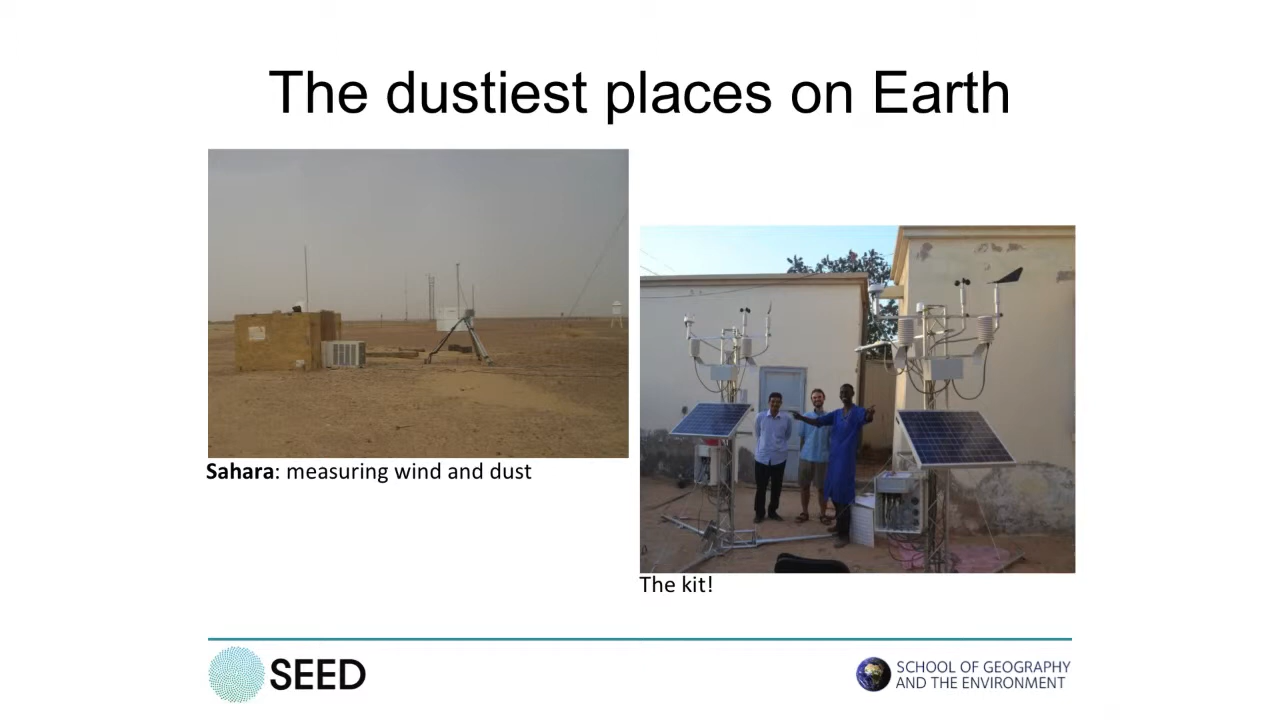 The dustiest places on Earth
Sahara: measuring wind and dust
The kit!
SEED
SCHOOL OF GEOGRAPHY
AND THE ENVIRONMENT